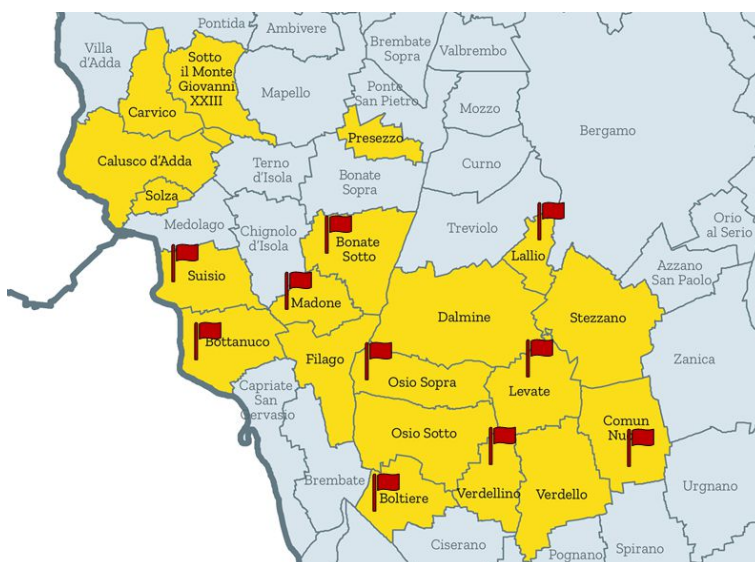 Pontida
Ambivere
Villa
d'Adda
Sotto
il Monte
Giovanni
XXIII
Brembate
Sopra
Valbrembo
Mapello
Ponte
San Pietro
Carvico
Mozzo
Bergamo
Presezzo
Calusco d'Adda
Terno
d'Isola
Curno
Bonate
Sopra
Solza
Medolago
Chignolo
d'Isola
Treviolo
Orio
al Serio
Bonate
Sotto
Lallio
Azzano
San Paolo
Suisio
Madone
Dalmine
Stezzano
Bottanuco
Filago
Zanica
Osio Sopra
Levate
Capriate
San
Gervasio
Osio Sotto
Comun
Brembate
Urgnano
Boltiere
Verdellino
Verdello
Ciserano
Pognano
Spirano